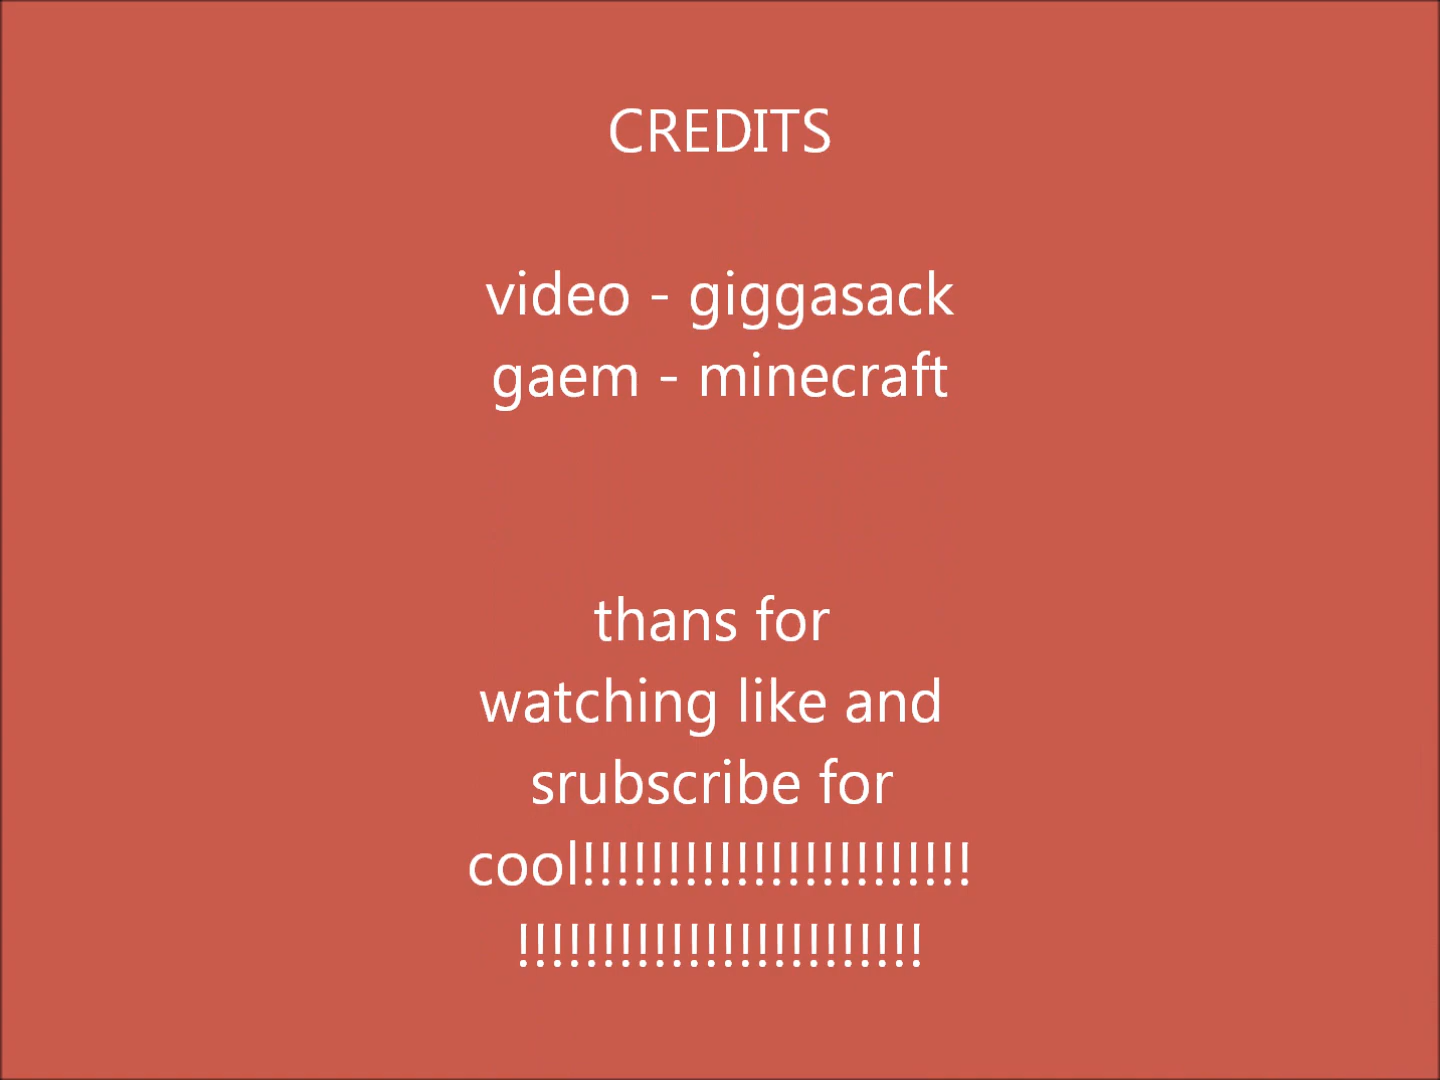 CREDITS
video - giggasack
gaem - minecraft
thans for
watching like and
srubscribe for
cool!!!!!!!!!!!!!!!!!!!!!!!
!!!!!!!!!!!!!!!!!!!!!!!!